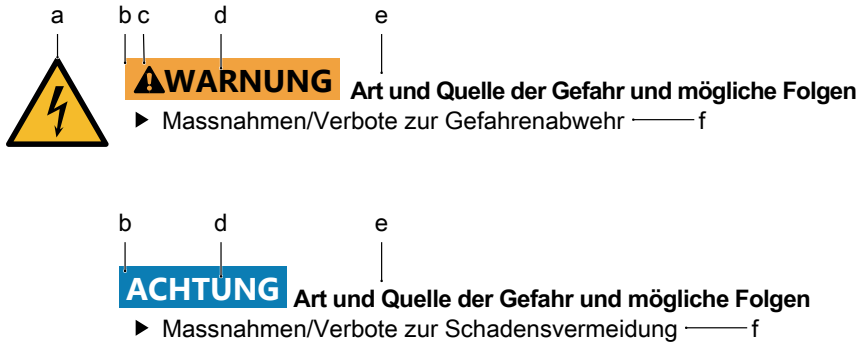 a b c d e
WARNUNG Art und Quelle der Gefahr und mögliche Folgen
Massnahmen/Verbote zur Gefahrenabwehr f
b d e
ACHTUNG Art und Quelle der Gefahr und mögliche Folgen
Massnahmen/Verbote zur Schadensvermeidung f